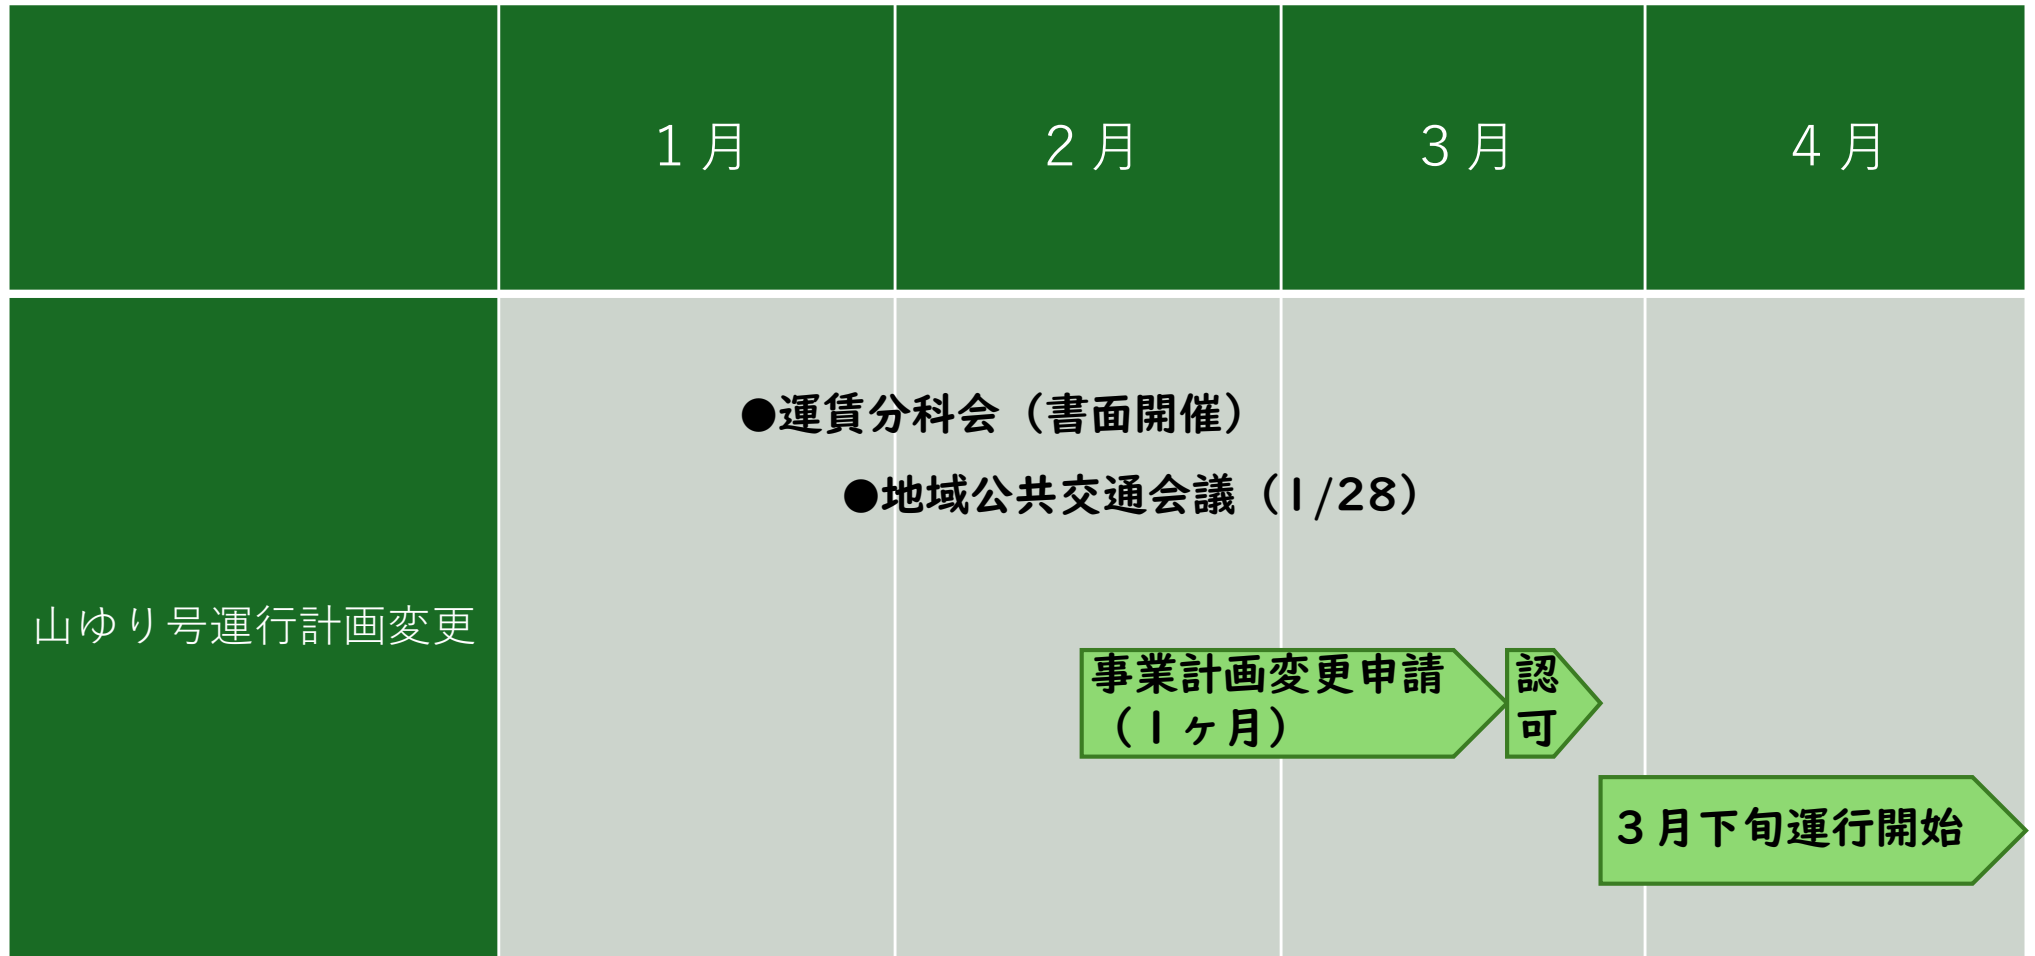 １月
２月
３月
４月
山ゆり号運行計画変更
●運賃分科会（書面開催）
●地域公共交通会議（1/28）
事業計画変更申請
（１ヶ月）
認
可
３月下旬運行開始